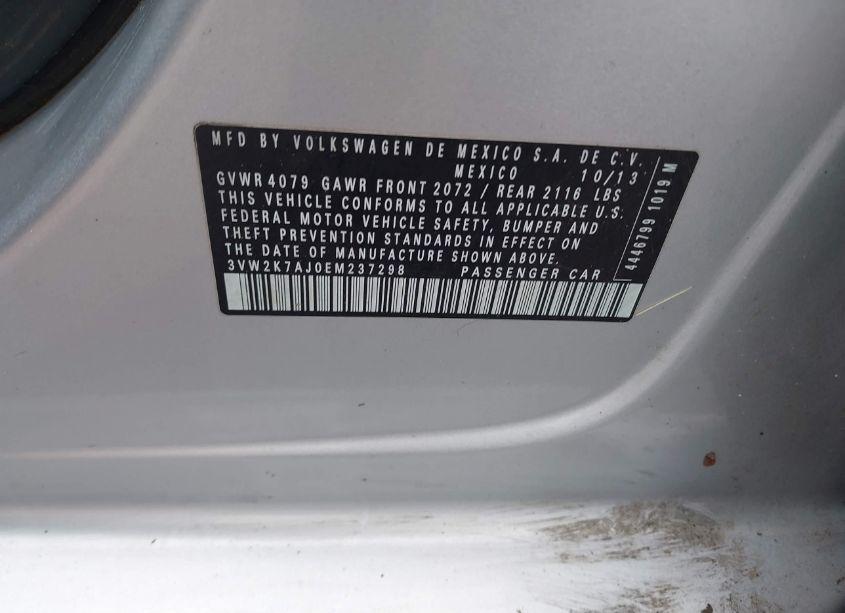 MFD BY VOLKSWAGEN DE MEXICO S.A. DE C.V.
MEXICO 10/13
GVWR 4079 GAWR FRONT 2072 / REAR 2116 LBS
THIS VEHICLE CONFORMS TO ALL APPLICABLE U.S.
FEDERAL MOTOR VEHICLE SAFETY, BUMPER AND
THEFT PREVENTION STANDARDS IN EFFECT ON
THE DATE OF MANUFACTURE SHOWN ABOVE.
3VW2K7AJ0EM237298 PASSENGER CAR
4446799 1019 M